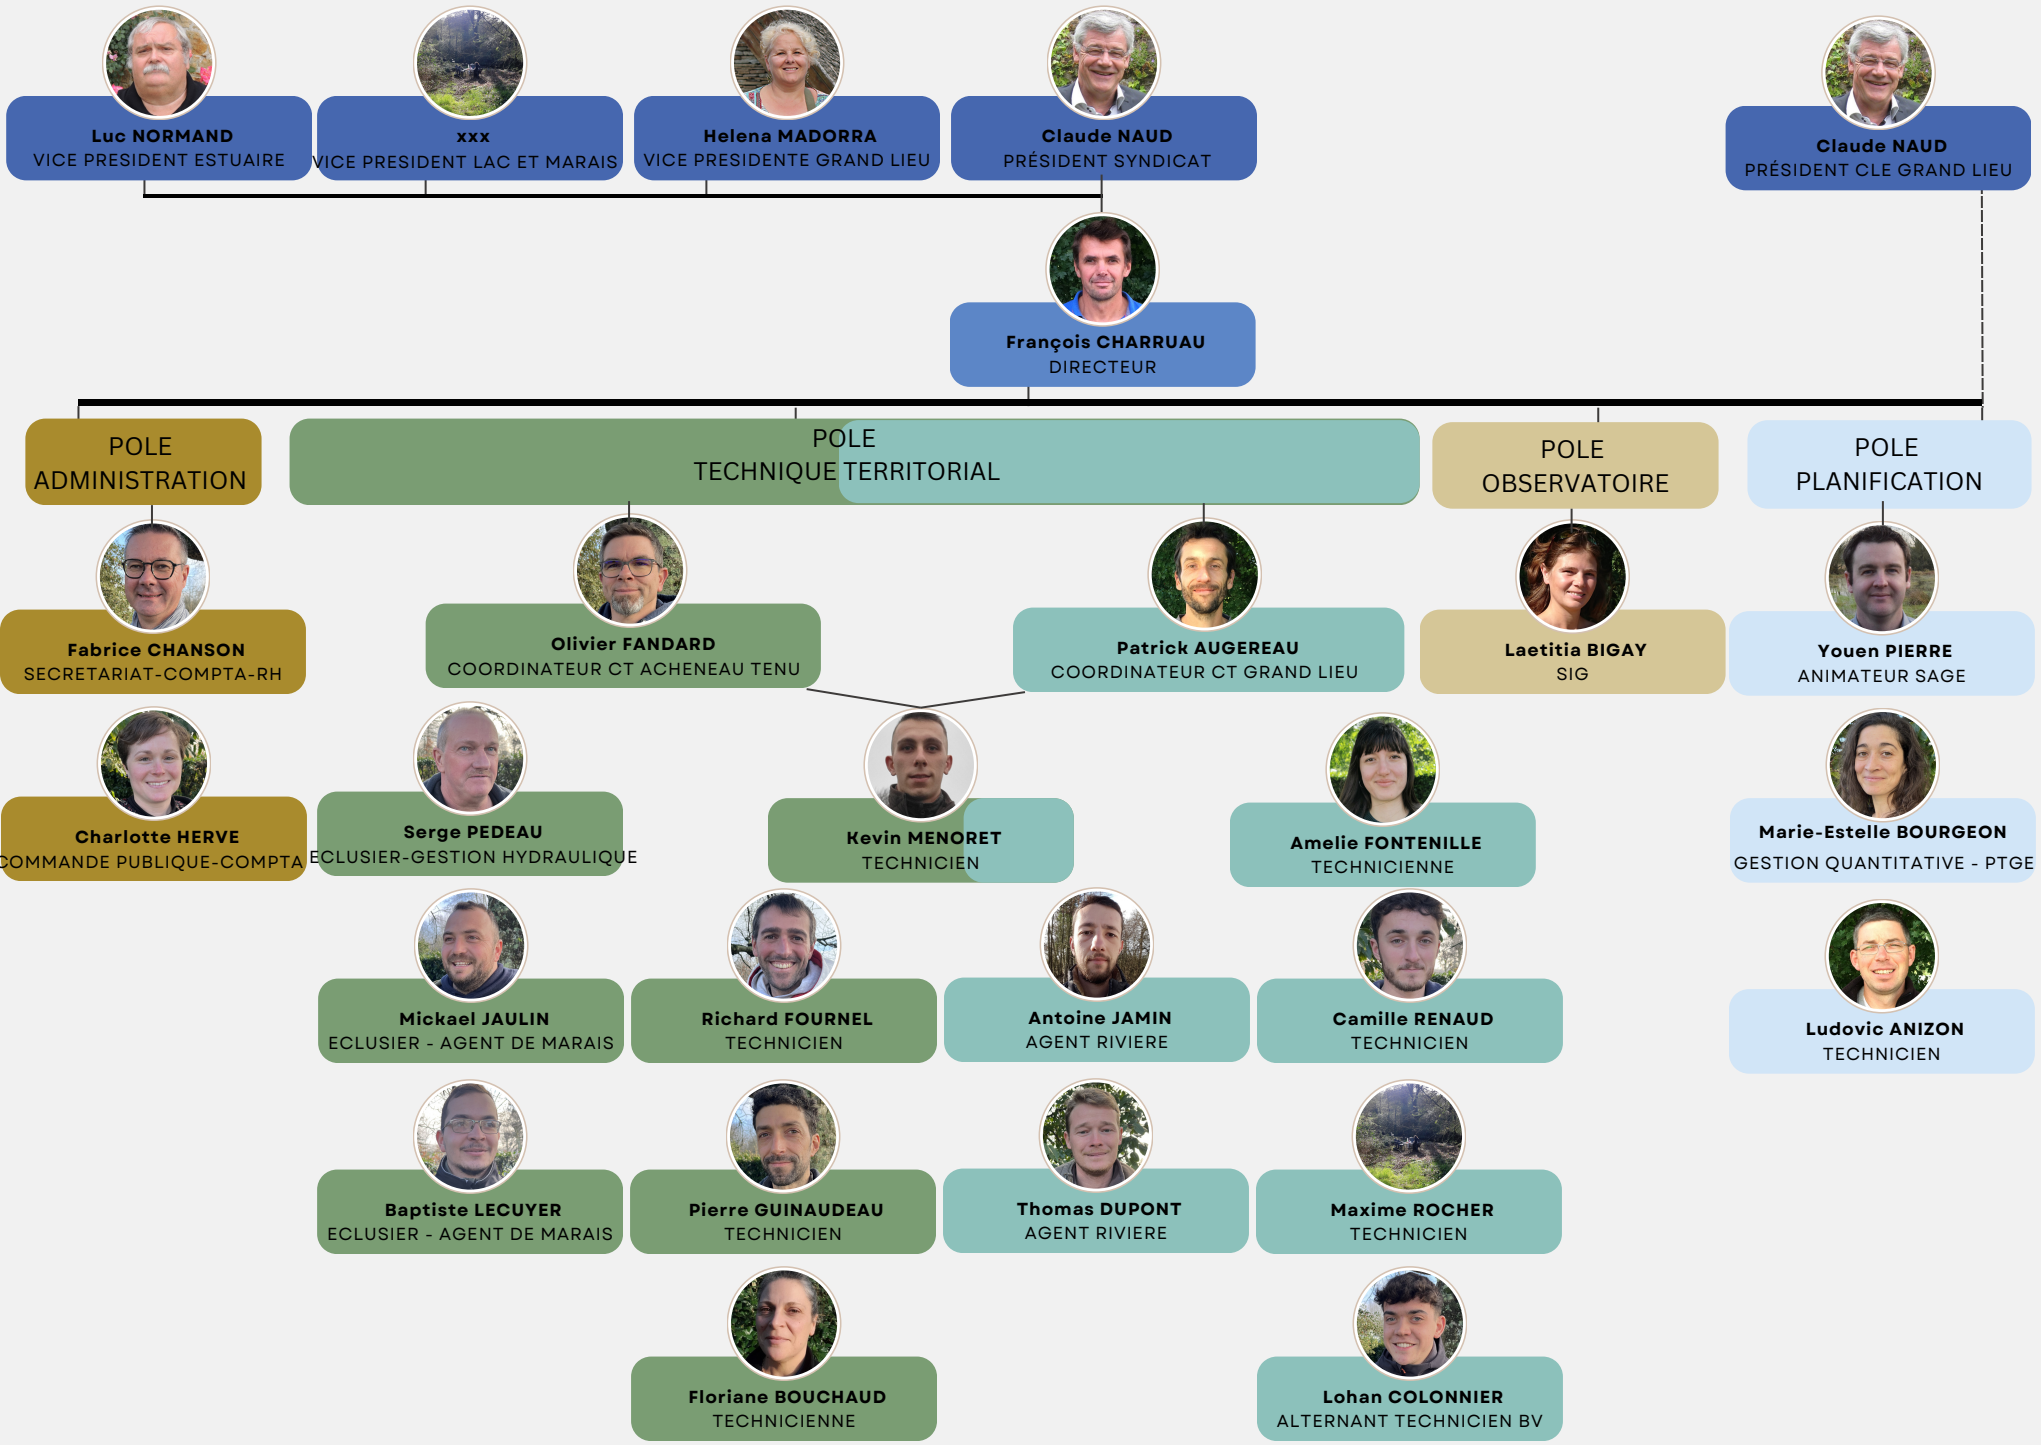 Luc NORMAND
VICE PRESIDENT ESTUAIRE
xxx
VICE PRESIDENT LAC ET MARAIS
Helena MADORRA
VICE PRESIDENTE GRAND LIEU
Claude NAUD
PRÉSIDENT SYNDICAT
Claude NAUD
PRÉSIDENT CLE GRAND LIEU
François CHARRUAU
DIRECTEUR
POLE
ADMINISTRATION
POLE
TECHNIQUE TERRITORIAL
POLE
OBSERVATOIRE
POLE
PLANIFICATION
Fabrice CHANSON
SECRETARIAT-COMPTA-RH
Olivier FANDARD
COORDINATEUR CT ACHENEAU TENU
Patrick AUGEREAU
COORDINATEUR CT GRAND LIEU
Laetitia BIGAY
SIG
Youen PIERRE
ANIMATEUR SAGE
Charlotte HERVE
COMMANDE PUBLIQUE-COMPTA
Serge PEDEAU
ECLUSIER-GESTION HYDRAULIQUE
Kevin MENORET
TECHNICIEN
Amelie FONTENILLE
TECHNICIENNE
Marie-Estelle BOURGEON
GESTION QUANTITATIVE - PTGE
Mickael JAULIN
ECLUSIER - AGENT DE MARAIS
Richard FOURNEL
TECHNICIEN
Antoine JAMIN
AGENT RIVIERE
Camille RENAUD
TECHNICIEN
Ludovic ANIZON
TECHNICIEN
Baptiste LECUYER
ECLUSIER - AGENT DE MARAIS
Pierre GUINAUDEAU
TECHNICIEN
Thomas DUPONT
AGENT RIVIERE
Maxime ROCHER
TECHNICIEN
Floriane BOUCHAUD
TECHNICIENNE
Lohan COLONNIER
ALTERNANT TECHNICIEN BV